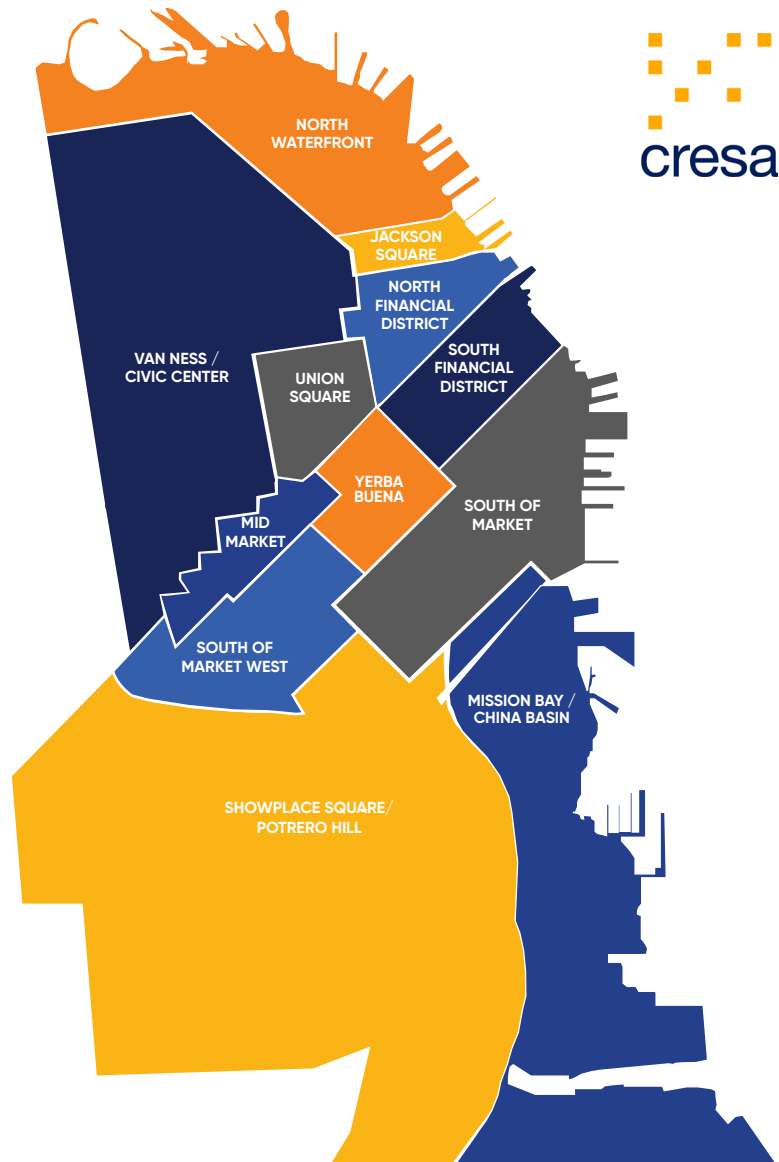 cresa
NORTH
WATERFRONT
JACKSON
SQUARE
NORTH
FINANCIAL
DISTRICT
SOUTH
FINANCIAL
DISTRICT
VAN NESS /
CIVIC CENTER
UNION
SQUARE
YERBA
BUENA
SOUTH OF
MARKET
MID
MARKET
SOUTH OF
MARKET WEST
MISSION BAY /
CHINA BASIN
SHOWPLACE SQUARE/
POTRERO HILL